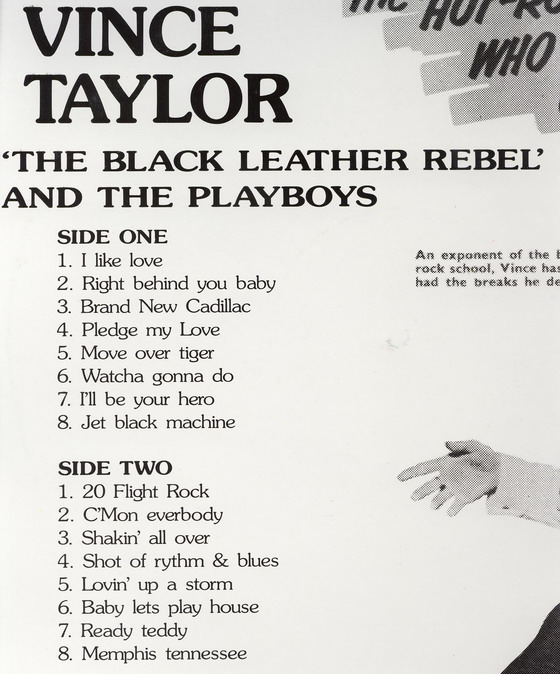 VINCE
TAYLOR
'THE BLACK LEATHER REBEL'
AND THE PLAYBOYS
SIDE ONE
1. I like love
2. Right behind you baby
3. Brand New Cadillac
4. Pledge my Love
5. Move over tiger
6. Watcha gonna do
7. I'll be your hero
8. Jet black machine
SIDE TWO
1. 20 Flight Rock
2. C'Mon everbody
3. Shakin' all over
4. Shot of rythm & blues
5. Lovin' up a storm
6. Baby lets play house
7. Ready teddy
8. Memphis tennessee
THE
WHO
An exponent of the
rock school, Vince has
had the breaks he